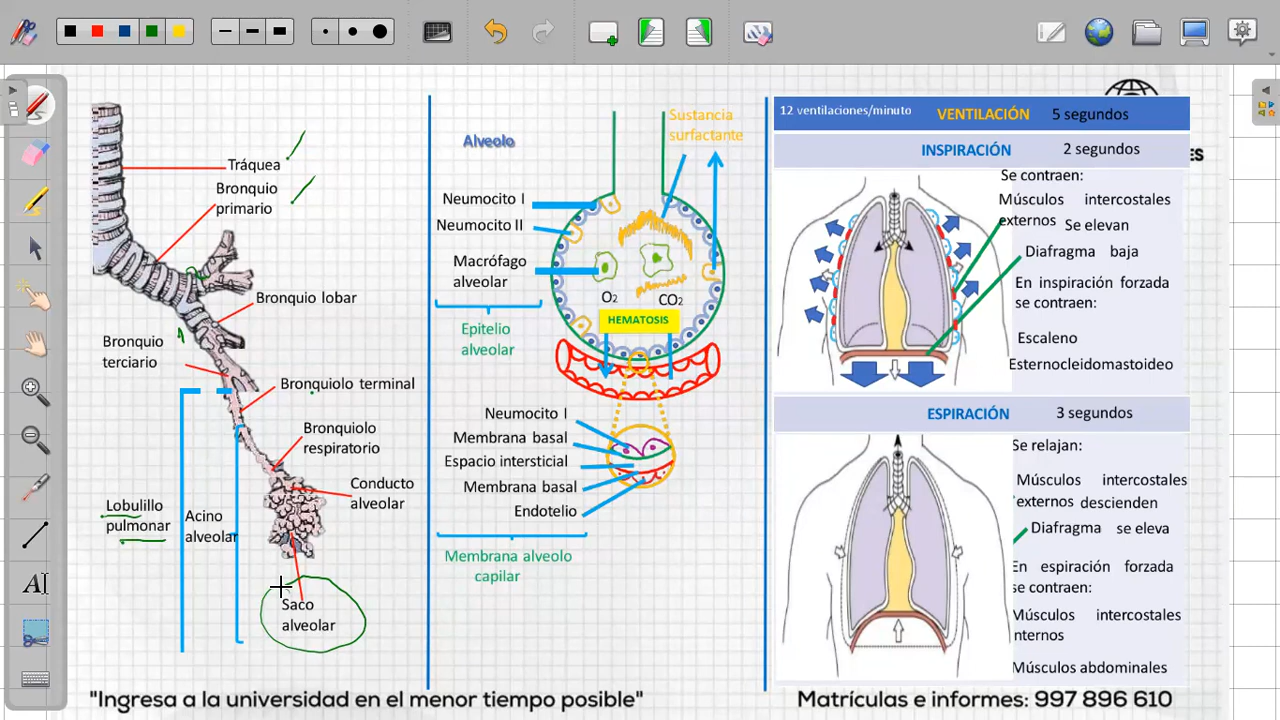 Tráquea
Bronquio
primario
Bronquio lobar
Bronquio
terciario
Bronquiolo terminal
Bronquiolo
respiratorio
Conducto
alveolar
Lobulillo
pulmonar
Acino
alveolar
Saco
alveolar
Alveolo
Sustancia
surfactante
Neumocito I
Neumocito II
Macrófago
alveolar
O2
CO2
HEMATOSIS
Epitelio
alveolar
Neumocito I
Membrana basal
Espacio intersticial
Membrana basal
Endotelio
Membrana alveolo
capilar
12 ventilaciones/minuto VENTILACIÓN 5 segundos
ES
INSPIRACIÓN 2 segundos
Se contraen:
Músculos intercostales
externos Se elevan
Diafragma baja
En inspiración forzada
se contraen:
Escaleno
Esternocleidomastoideo
ESPIRACIÓN 3 segundos
Se relajan:
Músculos intercostales
externos descienden
Diafragma se eleva
En espiración forzada
se contraen:
Músculos intercostales
internos
Músculos abdominales
"Ingresa a la universidad en el menor tiempo posible"
Matrículas e informes: 997 896 610